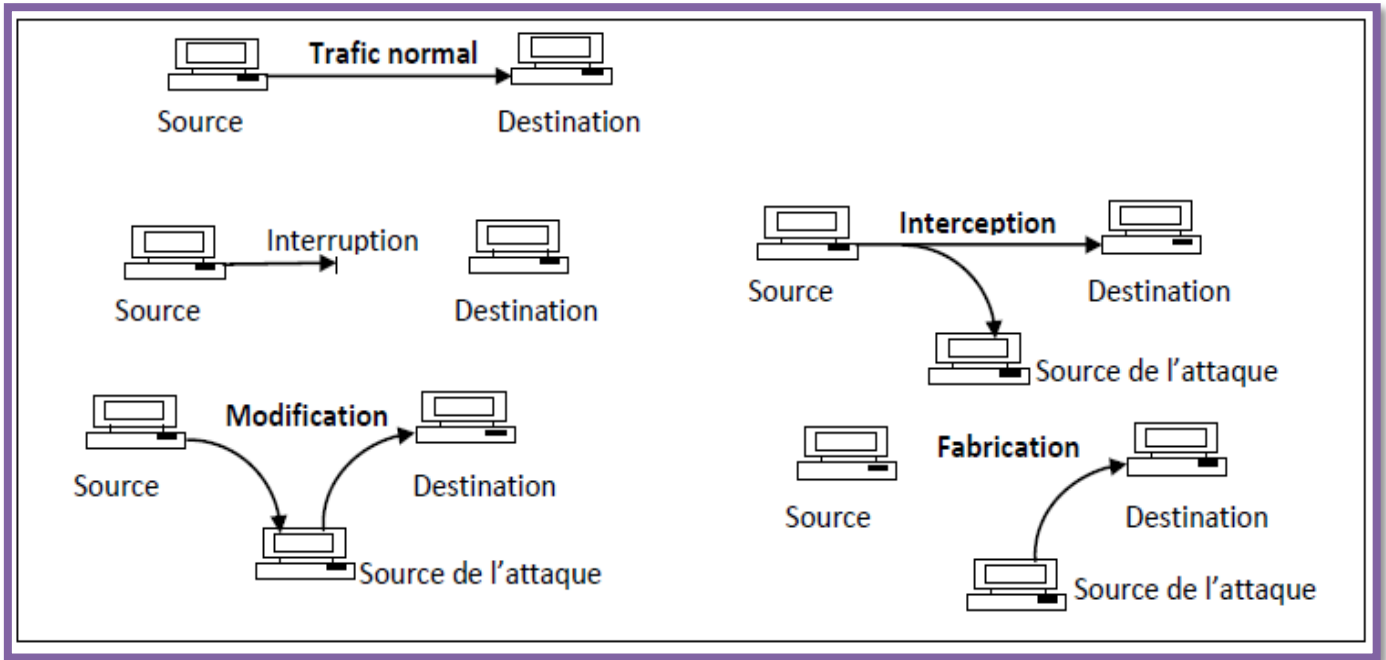 Trafic normal
Source
Destination
Interruption
Source
Destination
Interception
Source
Destination
Source de l’attaque
Modification
Source
Destination
Source de l’attaque
Fabrication
Source
Destination
Source de l’attaque